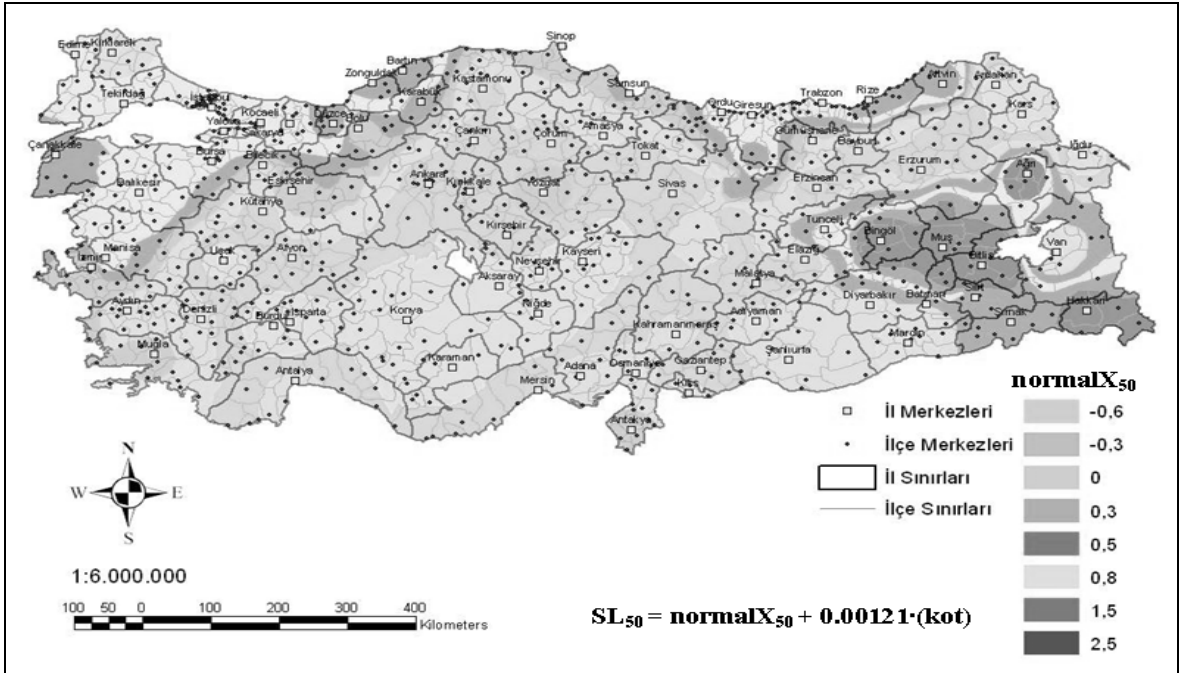 Sinop
Edirne
Kırklareli
Bartın
Zonguldak
Kastamonu
Karabük
Samsun
Tekirdağ
İstanbul
Kocaeli
Yalova
Sakarya
Düzce
Bolu
Çankırı
Çorum
Amasya
Ordu
Giresun
Trabzon
Rize
Artvin
Ardahan
Kars
Gümüşhane
Bayburt
Çanakkale
Bursa
Bilecik
Tokat
Erzurum
Iğdır
Ağrı
Balıkesir
Eskişehir
Ankara
Kırıkkale
Yozgat
Sivas
Erzincan
Kütahya
Kırşehir
Tunceli
Bingöl
Muş
Van
Manisa
İzmir
Uşak
Afyon
Nevşehir
Kayseri
Elazığ
Bitlis
Aksaray
Malatya
Diyarbakır
Batman
Siirt
Aydın
Denizli
Burdur
Isparta
Konya
Niğde
Adıyaman
Hakkari
Şırnak
Kahramanmaraş
Mardin
Muğla
Karaman
Adana
Osmaniye
Gaziantep
Şanlıurfa
Antalya
Mersin
Kilis
Antakya
normalX₅₀
İl Merkezleri
İlçe Merkezleri
İl Sınırları
İlçe Sınırları
-0,6
-0,3
0
0,3
0,5
0,8
1,5
2,5
N
W
E
S
1:6.000.000
100 50 0 100 200 300 400
Kilometers
SL₅₀ = normalX₅₀ + 0.00121·(kot)